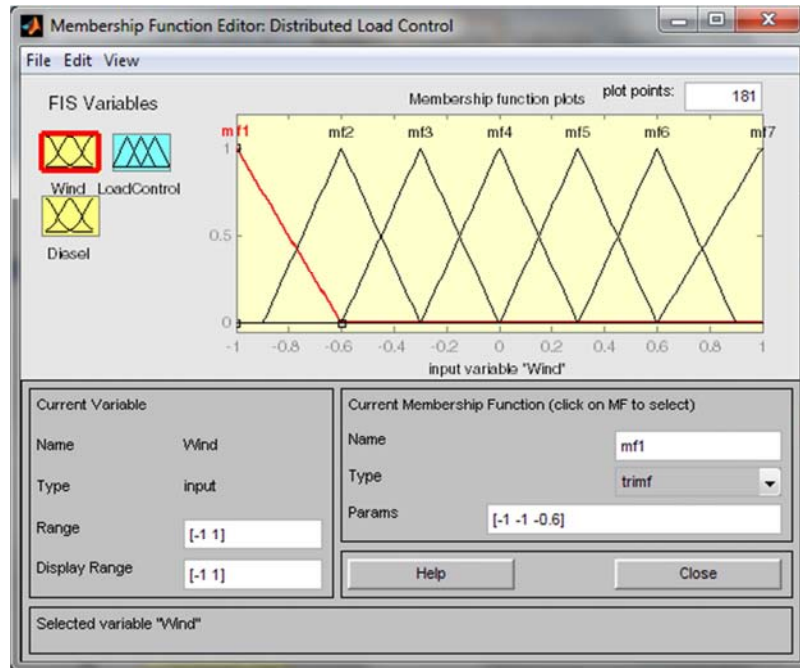 Membership Function Editor: Distributed Load Control
File Edit View
FIS Variables
Wind LoadControl
Diesel
Membership function plots plot points: 181
mf1 mf2 mf3 mf4 mf5 mf6 mf7
1
0.5
0
-1 -0.8 -0.6 -0.4 -0.2 0 0.2 0.4 0.6 0.8 1
input variable "Wind"
Current Variable
Name Wind
Type input
Range [-1 1]
Display Range [-1 1]
Current Membership Function (click on MF to select)
Name mf1
Type trimf
Params [-1 -1 -0.6]
Help Close
Selected variable "Wind"